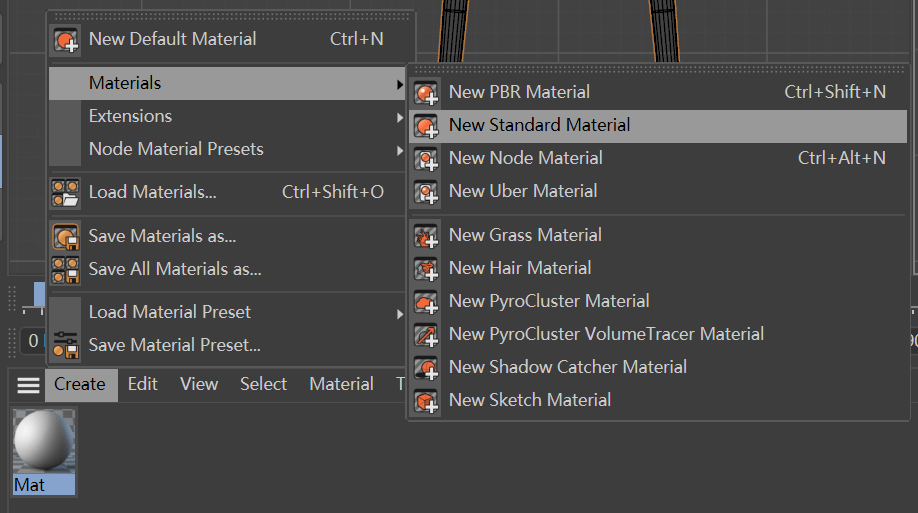 New Default Material Ctrl+N
Materials
Extensions
Node Material Presets
Load Materials... Ctrl+Shift+O
Save Materials as...
Save All Materials as...
Load Material Preset
Save Material Preset...
New PBR Material Ctrl+Shift+N
New Standard Material
New Node Material Ctrl+Alt+N
New Uber Material
New Grass Material
New Hair Material
New PyroCluster Material
New PyroCluster VolumeTracer Material
New Shadow Catcher Material
New Sketch Material
0
Create Edit View Select Material
Mat